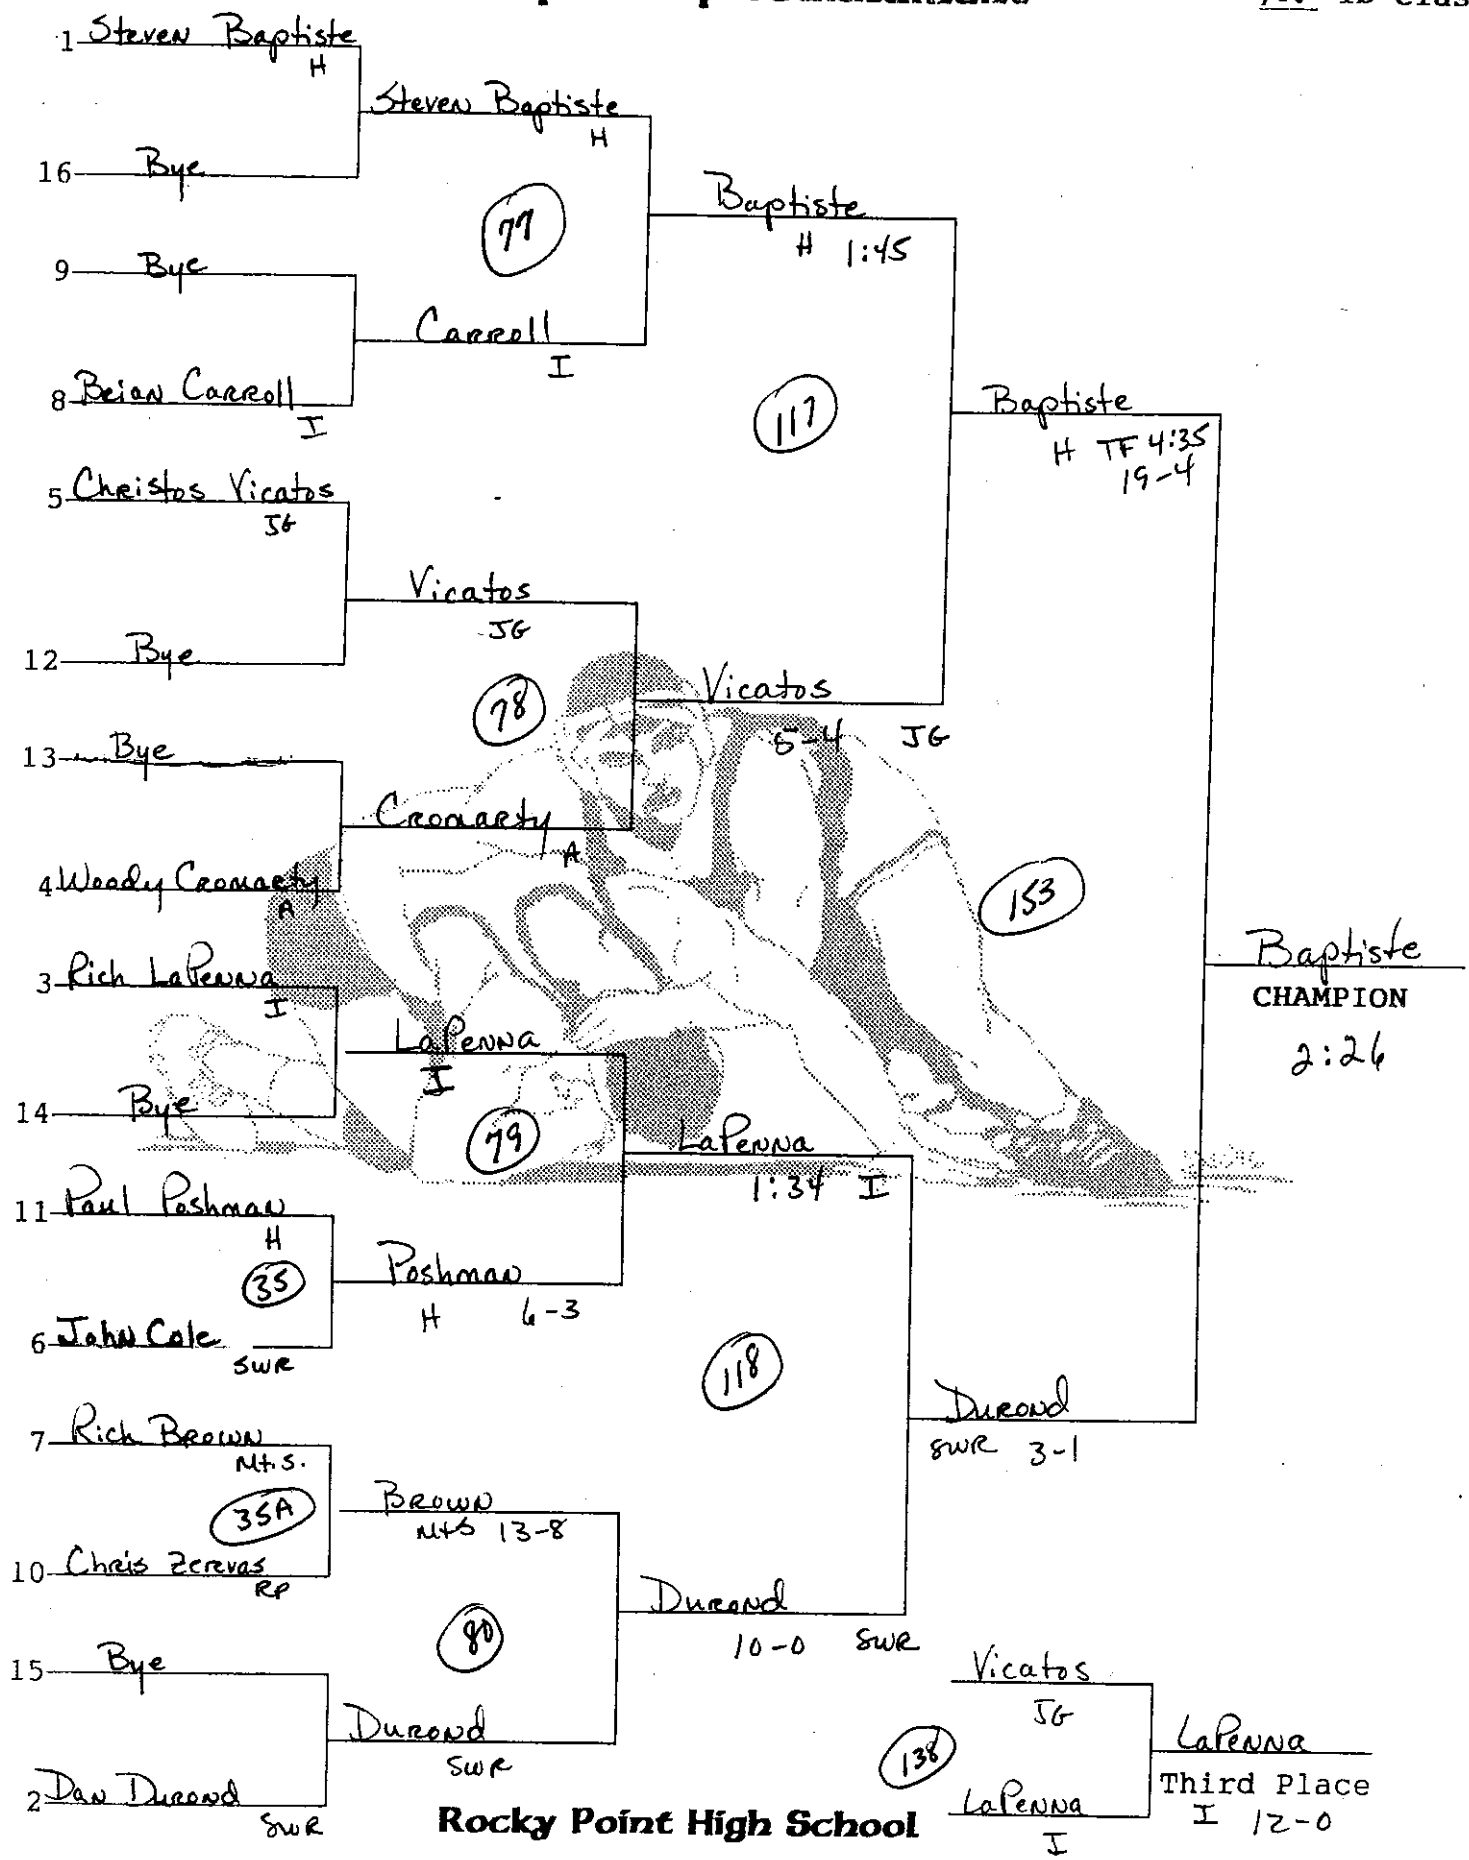 1 Steven Baptiste
H
Steven Baptiste
H
16 Bye
77
Baptiste
H 1:45
9 Bye
Carroll
I
8 Brian Carroll
I
117
Baptiste
H TF 4:35
19-4
5 Christos Vicatos
JG
Vicatos
JG
12 Bye
78
Vicatos
5-4 JG
13 Bye
Cromarty
A
4 Woody Cromarty
A
153
Baptiste
CHAMPION
2:26
3 Rich LaPenna
I
LaPenna
I
14 Bye
79
LaPenna
1:34 I
11 Paul Poshman
H
35
Poshman
H 6-3
6 John Cole
SWR
118
Durond
SWR 3-1
7 Rich Brown
Mt.S.
35A
Brown
MtS 13-8
10 Chris Zerevas
RP
80
Durond
10-0 SWR
15 Bye
Durond
SWR
2 Dan Durond
SWR
Vicatos
JG
138
LaPenna
I
LaPenna
Third Place
I 12-0
Rocky Point High School